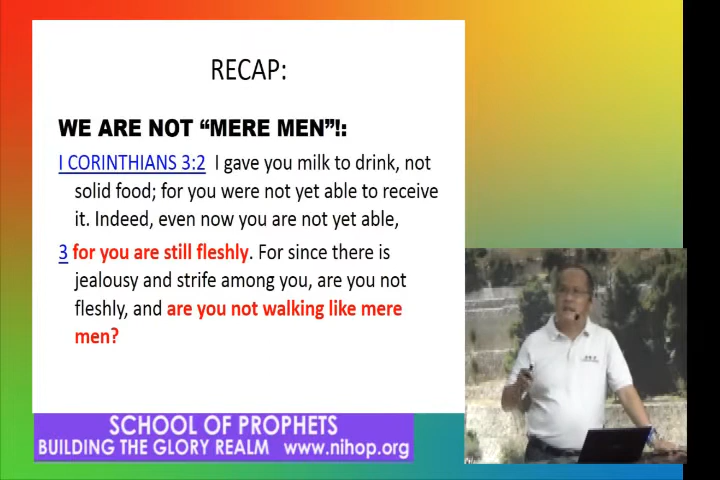 RECAP:
WE ARE NOT “MERE MEN”!:
I CORINTHIANS 3:2 I gave you milk to drink, not
solid food; for you were not yet able to receive
it. Indeed, even now you are not yet able,
3 for you are still fleshly. For since there is
jealousy and strife among you, are you not
fleshly, and are you not walking like mere
men?
SCHOOL OF PROPHETS
BUILDING THE GLORY REALM www.nihop.org